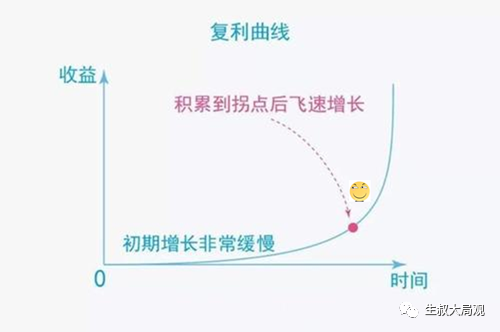 复利曲线
收益
积累到拐点后飞速增长
初期增长非常缓慢
0
时间
生叔大局观